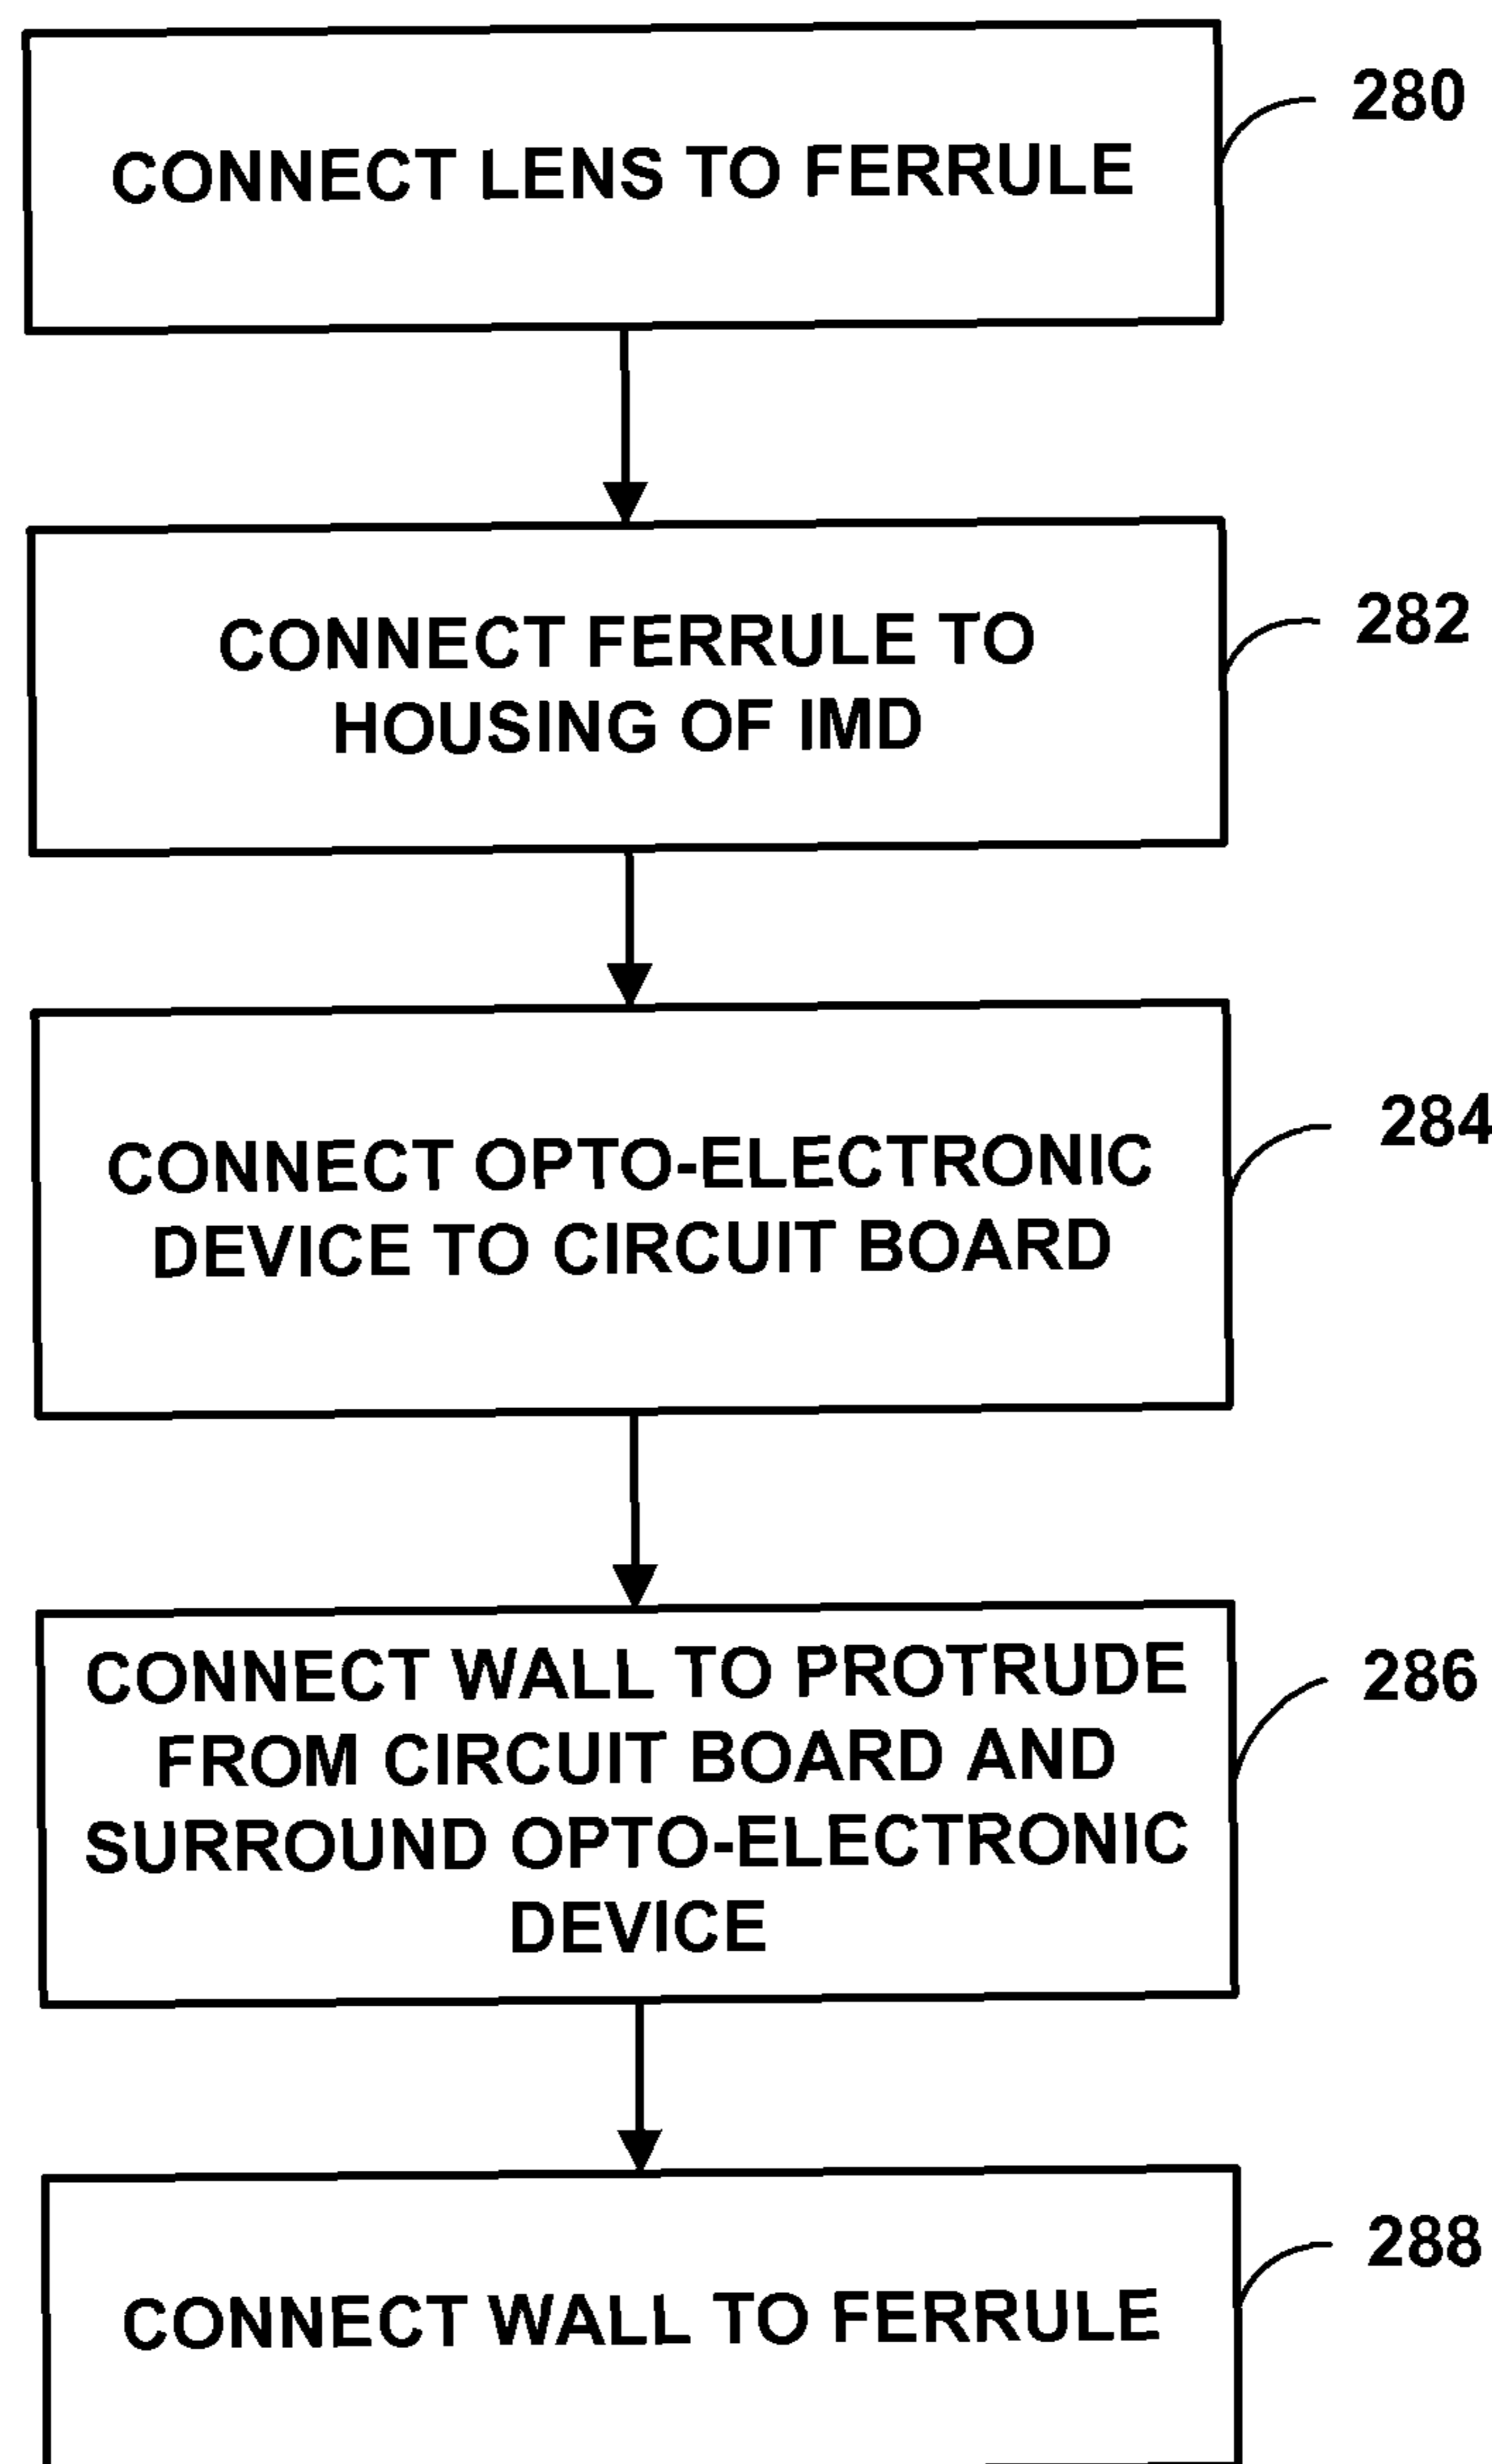 280
CONNECT LENS TO FERRULE
282
CONNECT FERRULE TO
HOUSING OF IMD
284
CONNECT OPTO-ELECTRONIC
DEVICE TO CIRCUIT BOARD
286
CONNECT WALL TO PROTRUDE
FROM CIRCUIT BOARD AND
SURROUND OPTO-ELECTRONIC
DEVICE
288
CONNECT WALL TO FERRULE